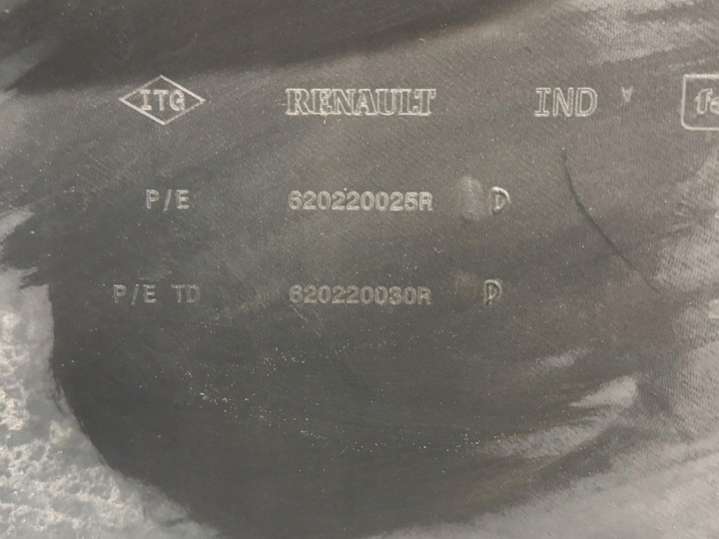 ITG RENAULT IND
P/E 620220025R D
P/E TD 620220030R D